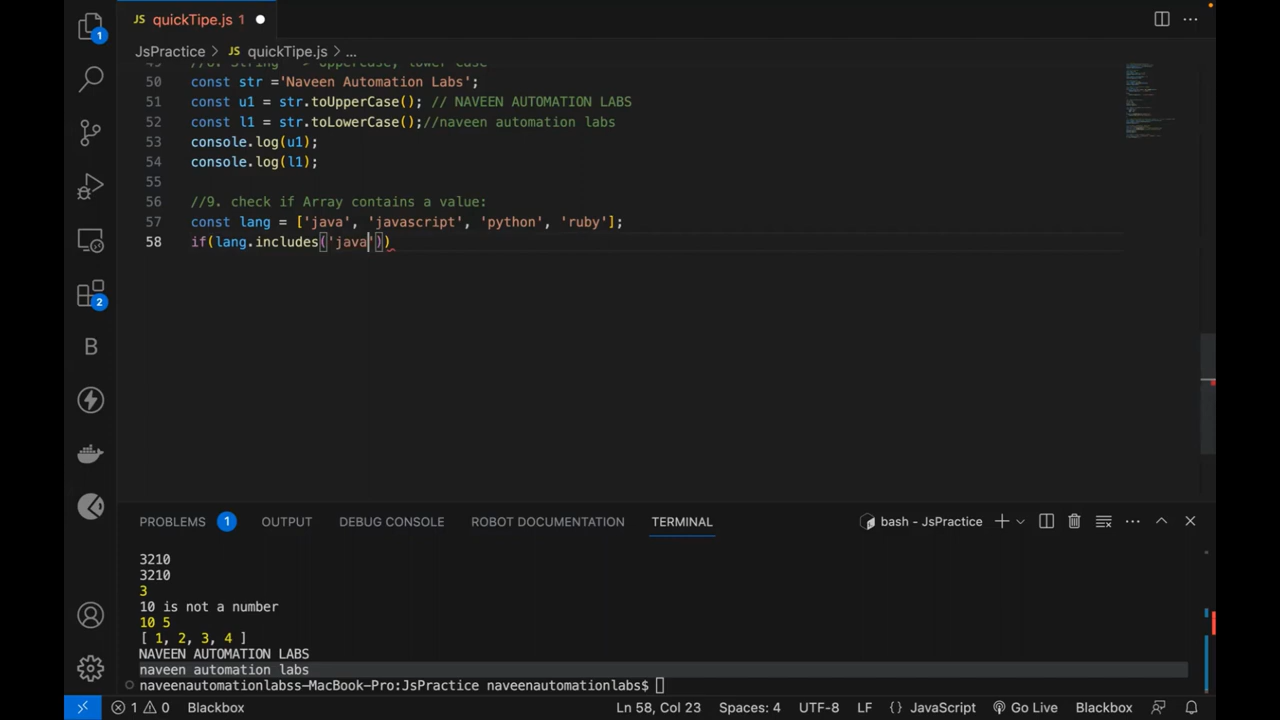 JS quickTipe.js 1
JsPractice > JS quickTipe.js > ...
50 const str ='Naveen Automation Labs';
51 const u1 = str.toUpperCase(); // NAVEEN AUTOMATION LABS
52 const l1 = str.toLowerCase();//naveen automation labs
53 console.log(u1);
54 console.log(l1);
55
56 //9. check if Array contains a value:
57 const lang = ['java', 'javascript', 'python', 'ruby'];
58 if(lang.includes('java'))
1
2
B
PROBLEMS 1 OUTPUT DEBUG CONSOLE ROBOT DOCUMENTATION TERMINAL bash - JsPractice
3210
3210
3
10 is not a number
10 5
[ 1, 2, 3, 4 ]
NAVEEN AUTOMATION LABS
naveen automation labs
naveenautomationlabss-MacBook-Pro:JsPractice naveenautomationlabs$
1 0 Blackbox Ln 58, Col 23 Spaces: 4 UTF-8 LF {} JavaScript Go Live Blackbox